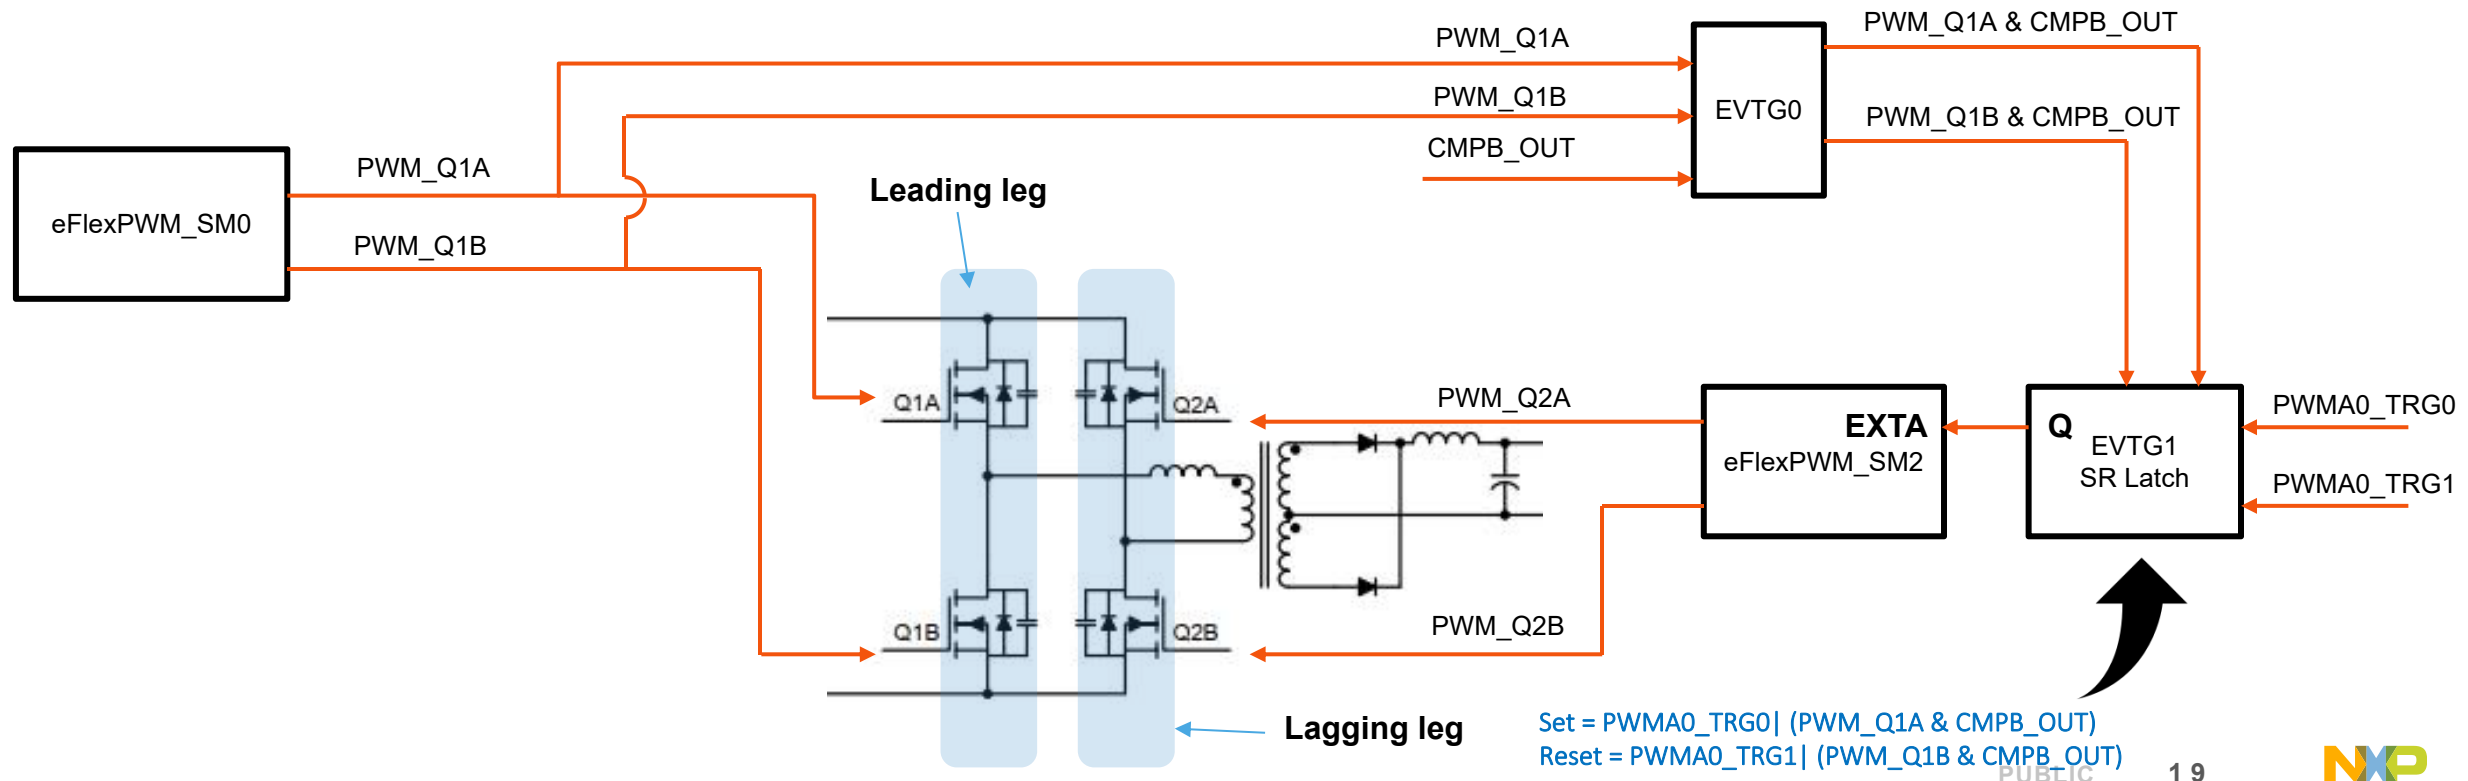 PWM_Q1A & CMPB_OUT
PWM_Q1A
PWM_Q1B
EVTG0
PWM_Q1B & CMPB_OUT
CMPB_OUT
PWM_Q1A
Leading leg
eFlexPWM_SM0
PWM_Q1B
Q1A
Q2A
PWM_Q2A
EXTA
eFlexPWM_SM2
Q
EVTG1
SR Latch
PWMA0_TRG0
PWMA0_TRG1
Q1B
Q2B
PWM_Q2B
Lagging leg
Set = PWMA0_TRG0| (PWM_Q1A & CMPB_OUT)
Reset = PWMA0_TRG1| (PWM_Q1B & CMPB_OUT)
PUBLIC
19
NXP